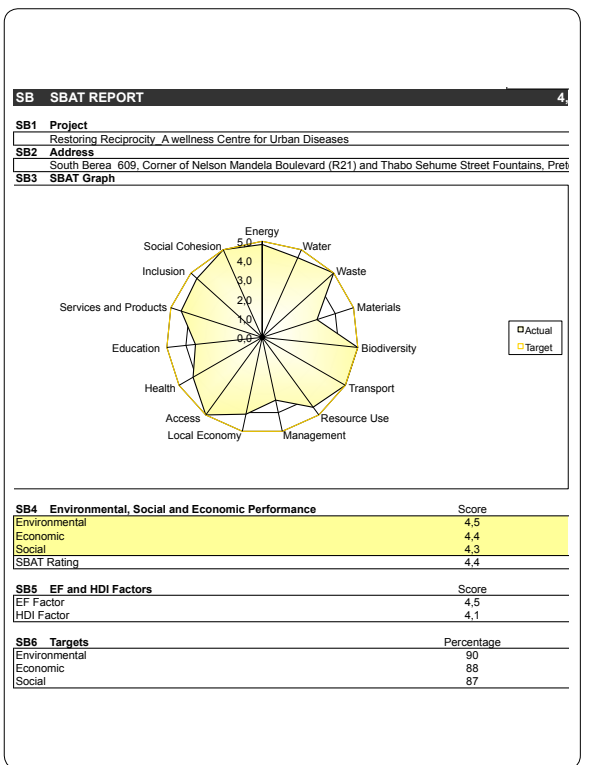 SB SBAT REPORT 4,
SB1 Project
Restoring Reciprocity_A wellness Centre for Urban Diseases
SB2 Address
South Berea 609, Corner of Nelson Mandela Boulevard (R21) and Thabo Sehume Street Fountains, Preto
SB3 SBAT Graph
Energy
5,0
Social Cohesion
Water
4,0
Inclusion
Waste
3,0
2,0
Services and Products
Materials
1,0
0,0
Actual
Education
Biodiversity
Target
Health
Transport
Access
Resource Use
Local Economy
Management
SB4 Environmental, Social and Economic Performance Score
Environmental 4,5
Economic 4,4
Social 4,3
SBAT Rating 4,4
SB5 EF and HDI Factors Score
EF Factor 4,5
HDI Factor 4,1
SB6 Targets Percentage
Environmental 90
Economic 88
Social 87